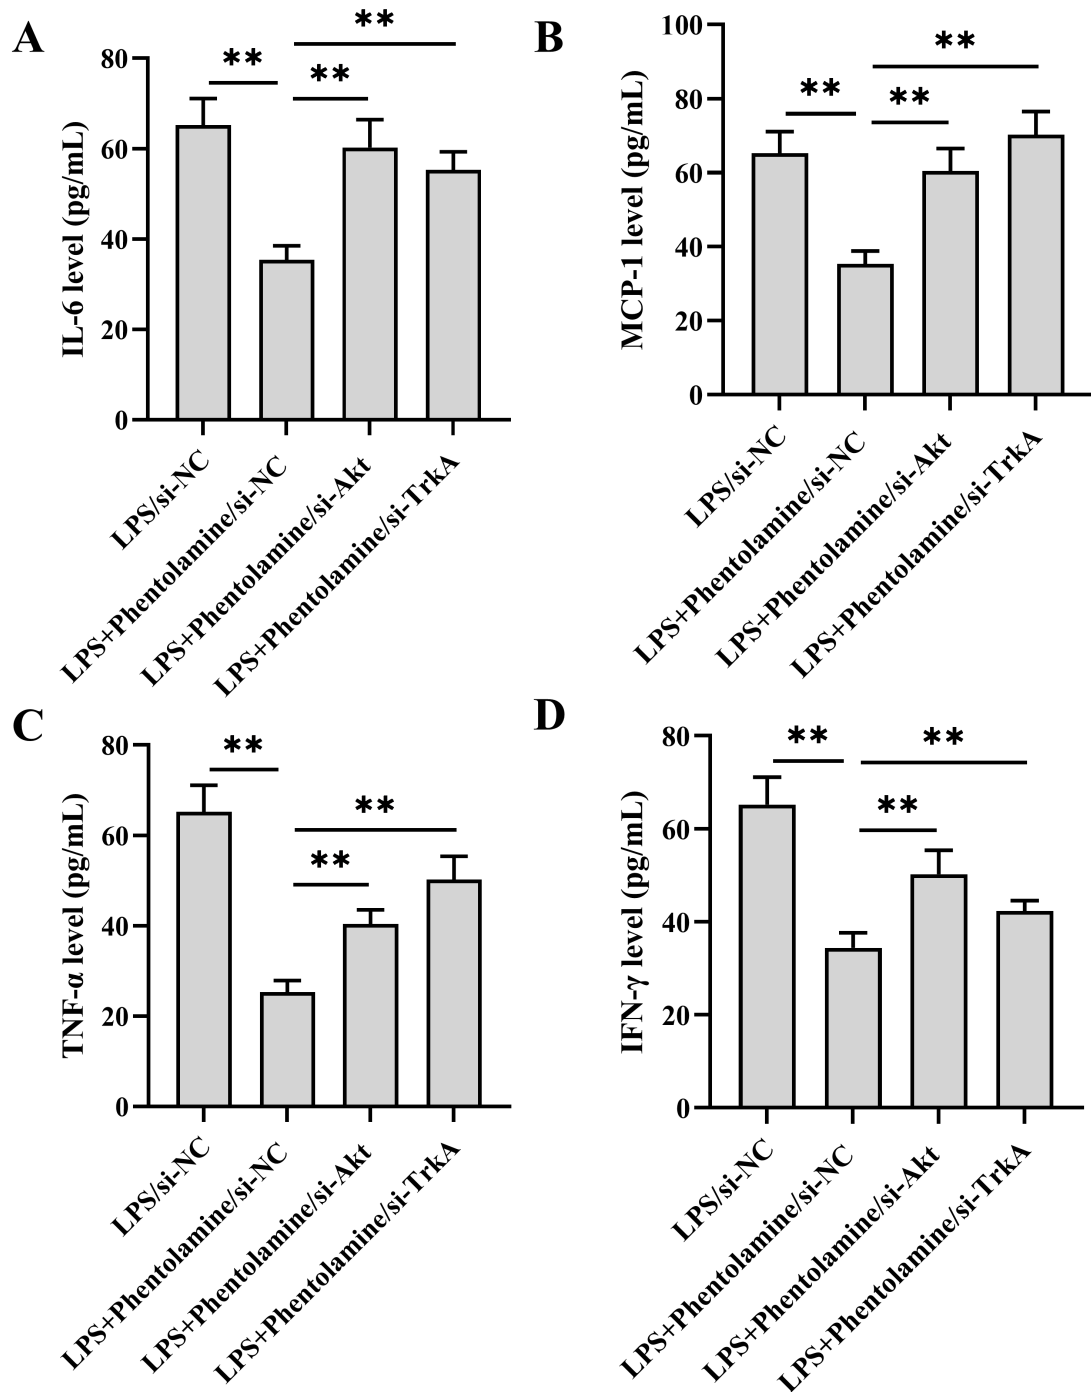 A
IL-6 level (pg/mL)
80
60
40
20
0
**
**
**
LPS/si-NC
LPS+Phentolamine/si-NC
LPS+Phentolamine/si-Akt
LPS+Phentolamine/si-TrkA
B
MCP-1 level (pg/mL)
100
80
60
40
20
0
**
**
**
LPS/si-NC
LPS+Phentolamine/si-NC
LPS+Phentolamine/si-Akt
LPS+Phentolamine/si-TrkA
C
TNF-α level (pg/mL)
80
60
40
20
0
**
**
**
LPS/si-NC
LPS+Phentolamine/si-NC
LPS+Phentolamine/si-Akt
LPS+Phentolamine/si-TrkA
D
IFN-γ level (pg/mL)
80
60
40
20
0
**
**
**
LPS/si-NC
LPS+Phentolamine/si-NC
LPS+Phentolamine/si-Akt
LPS+Phentolamine/si-TrkA